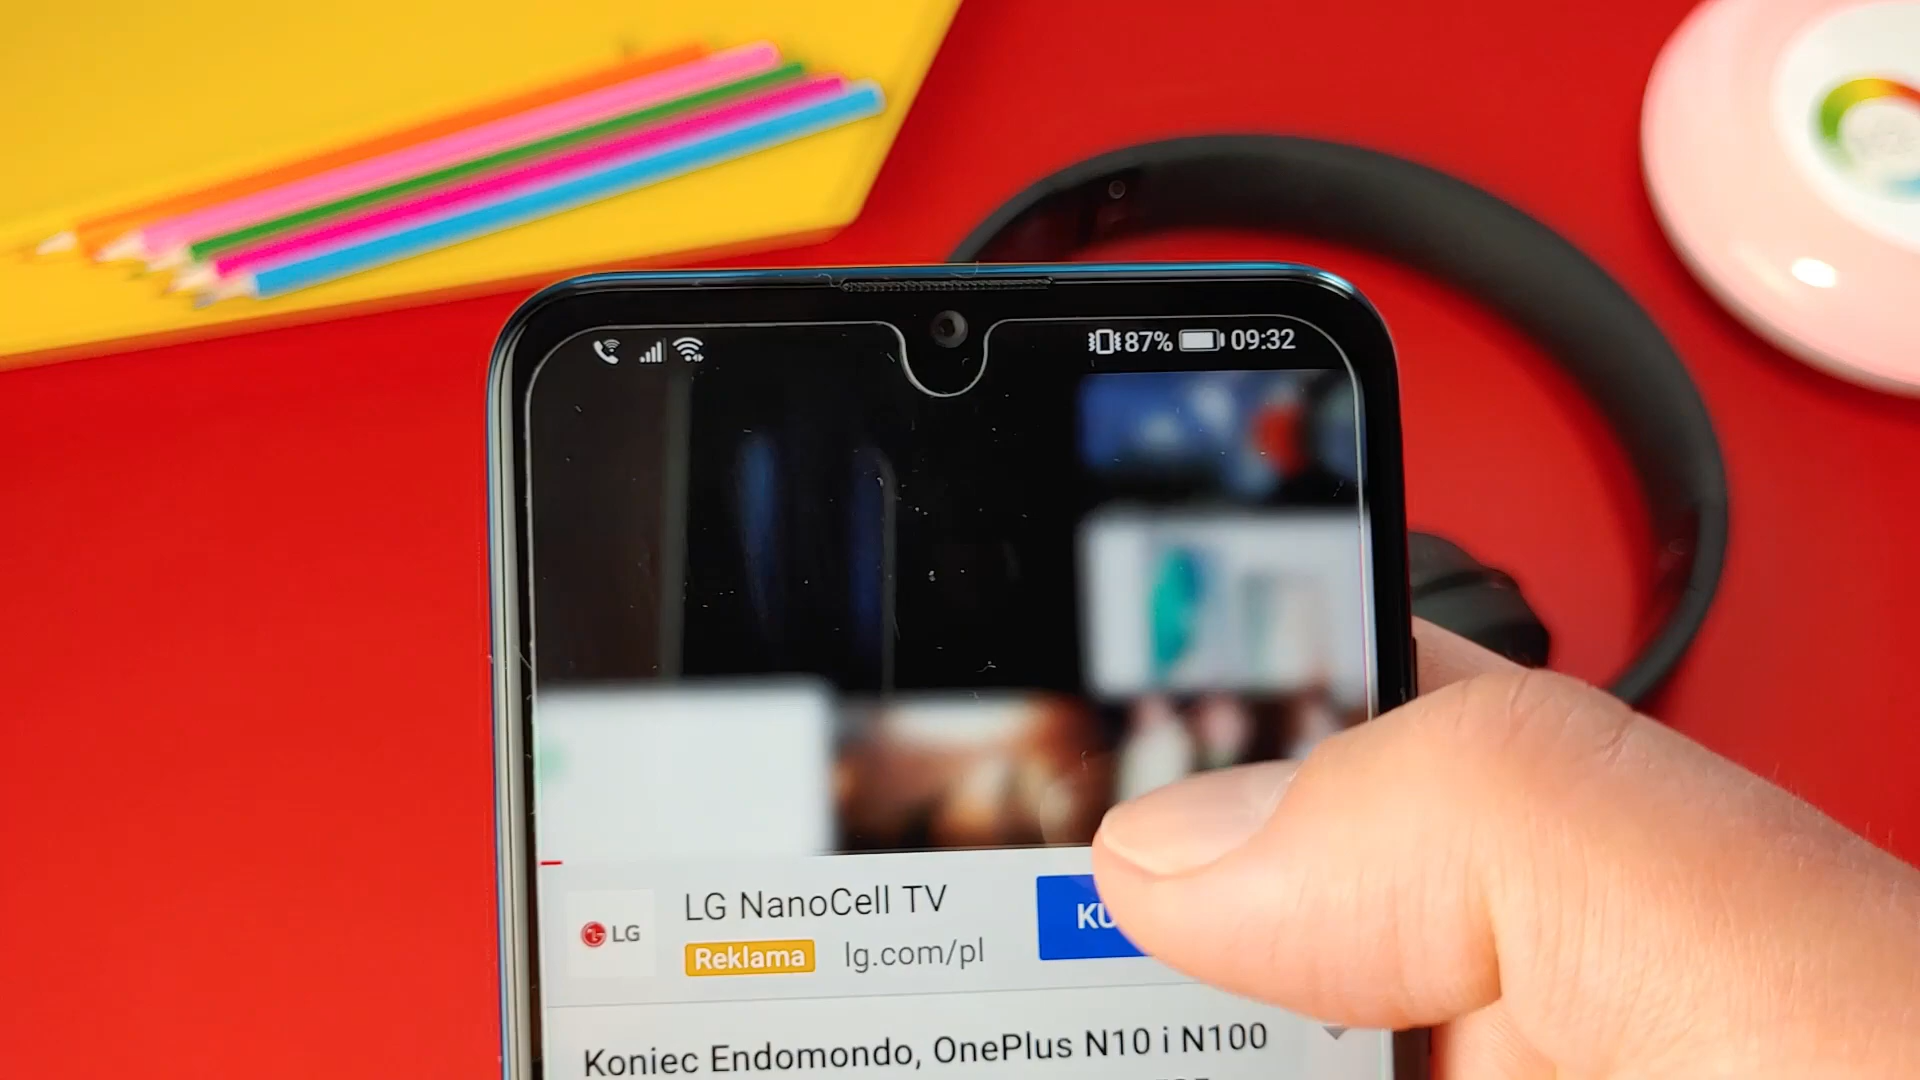 87% 09:32
LG NanoCell TV
LG
KU
Reklama lg.com/pl
Koniec Endomondo, OnePlus N10 i N100